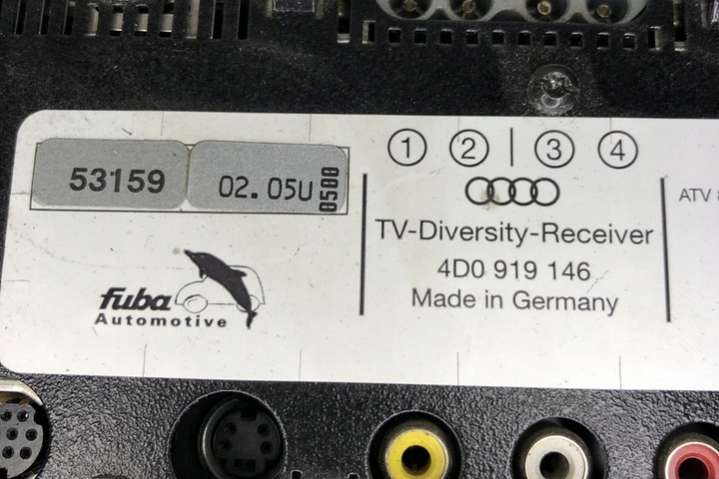 53159
02.05U
0500
① ② | ③ ④
TV-Diversity-Receiver
4D0 919 146
Made in Germany
fuba
Automotive
ATV